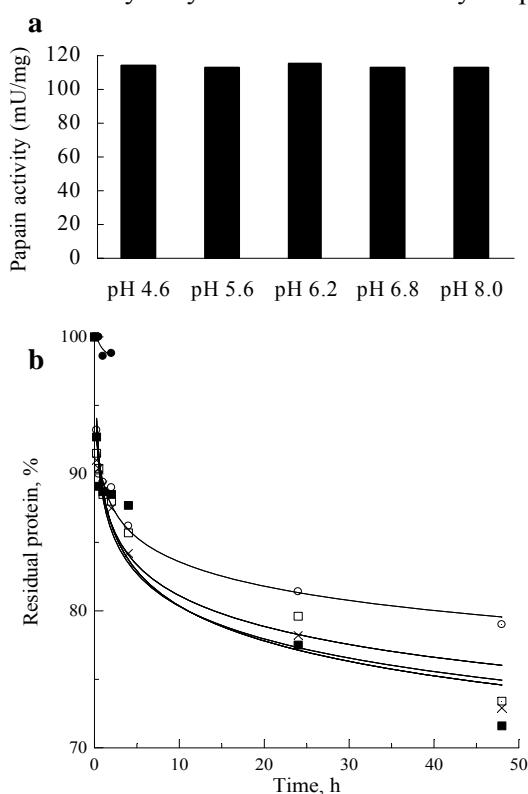 a
Papain activity (mU/mg)
120
100
80
60
40
20
0
pH 4.6 pH 5.6 pH 6.2 pH 6.8 pH 8.0
b
Residual protein, %
100
90
80
70
0 10 20 30 40 50
Time, h